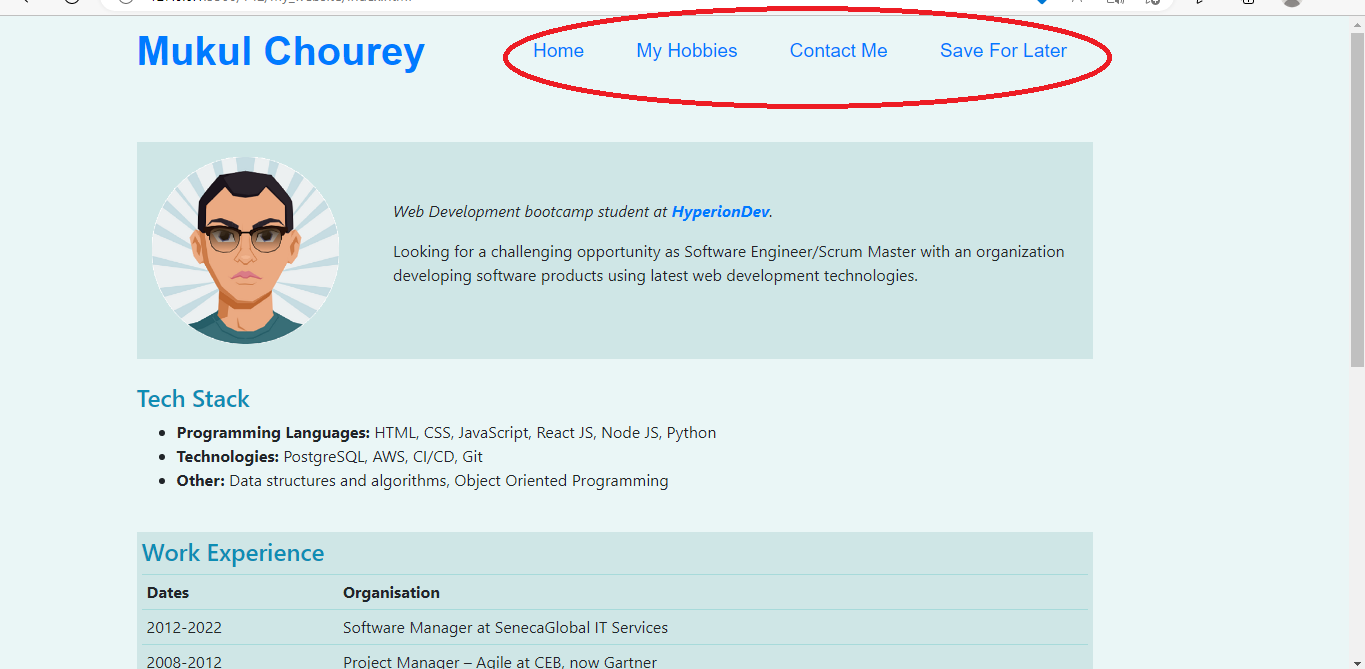 Mukul Chourey
Home My Hobbies Contact Me Save For Later
Web Development bootcamp student at HyperionDev.
Looking for a challenging opportunity as Software Engineer/Scrum Master with an organization
developing software products using latest web development technologies.
Tech Stack
Programming Languages: HTML, CSS, JavaScript, React JS, Node JS, Python
Technologies: PostgreSQL, AWS, CI/CD, Git
Other: Data structures and algorithms, Object Oriented Programming
Work Experience
Dates Organisation
2012-2022 Software Manager at SenecaGlobal IT Services
2008-2012 Project Manager – Agile at CEB, now Gartner